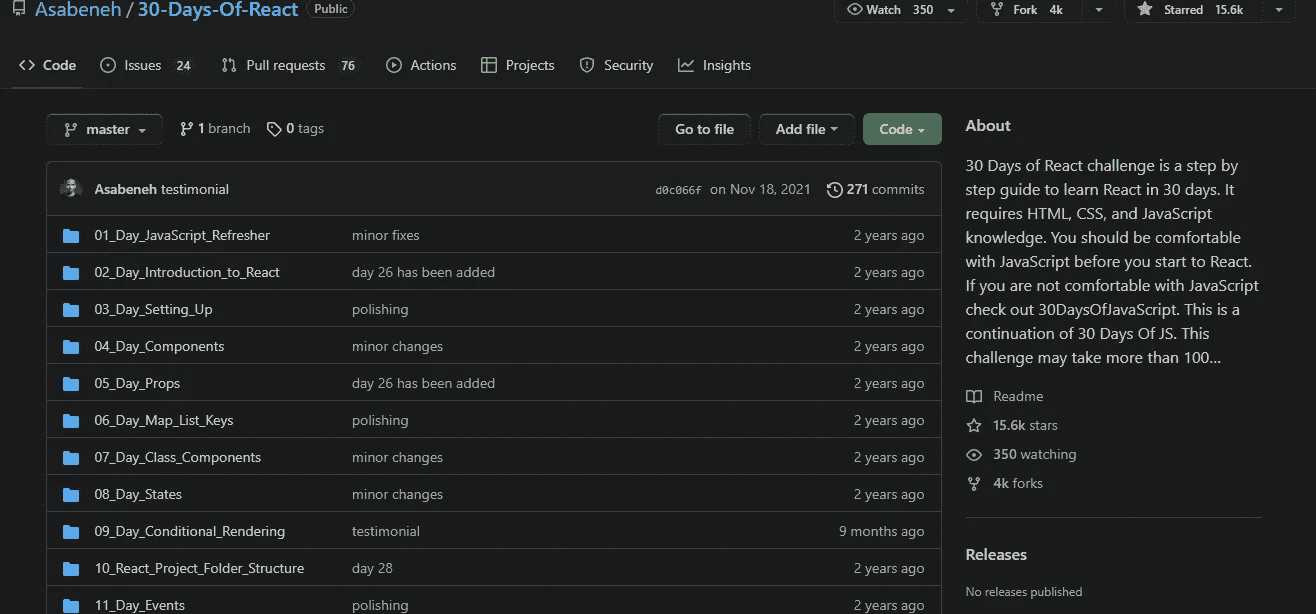 Asabeneh / 30-Days-Of-React Public
Watch 350 Fork 4k Starred 15.6k
Code Issues 24 Pull requests 76 Actions Projects Security Insights
master 1 branch 0 tags Go to file Add file Code
Asabeneh testimonial d0c066f on Nov 18, 2021 271 commits
01_Day_JavaScript_Refresher minor fixes 2 years ago
02_Day_Introduction_to_React day 26 has been added 2 years ago
03_Day_Setting_Up polishing 2 years ago
04_Day_Components minor changes 2 years ago
05_Day_Props day 26 has been added 2 years ago
06_Day_Map_List_Keys polishing 2 years ago
07_Day_Class_Components minor changes 2 years ago
08_Day_States minor changes 2 years ago
09_Day_Conditional_Rendering testimonial 9 months ago
10_React_Project_Folder_Structure day 28 2 years ago
11_Day_Events polishing 2 years ago
About
30 Days of React challenge is a step by
step guide to learn React in 30 days. It
requires HTML, CSS, and JavaScript
knowledge. You should be comfortable
with JavaScript before you start to React.
If you are not comfortable with JavaScript
check out 30DaysOfJavaScript. This is a
continuation of 30 Days Of JS. This
challenge may take more than 100...
Readme
15.6k stars
350 watching
4k forks
Releases
No releases published